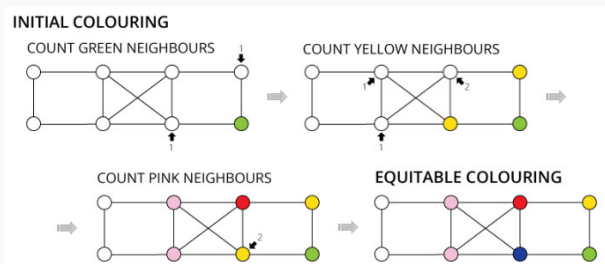 INITIAL COLOURING
COUNT GREEN NEIGHBOURS
COUNT YELLOW NEIGHBOURS
1
1
1
2
1
COUNT PINK NEIGHBOURS
EQUITABLE COLOURING
2